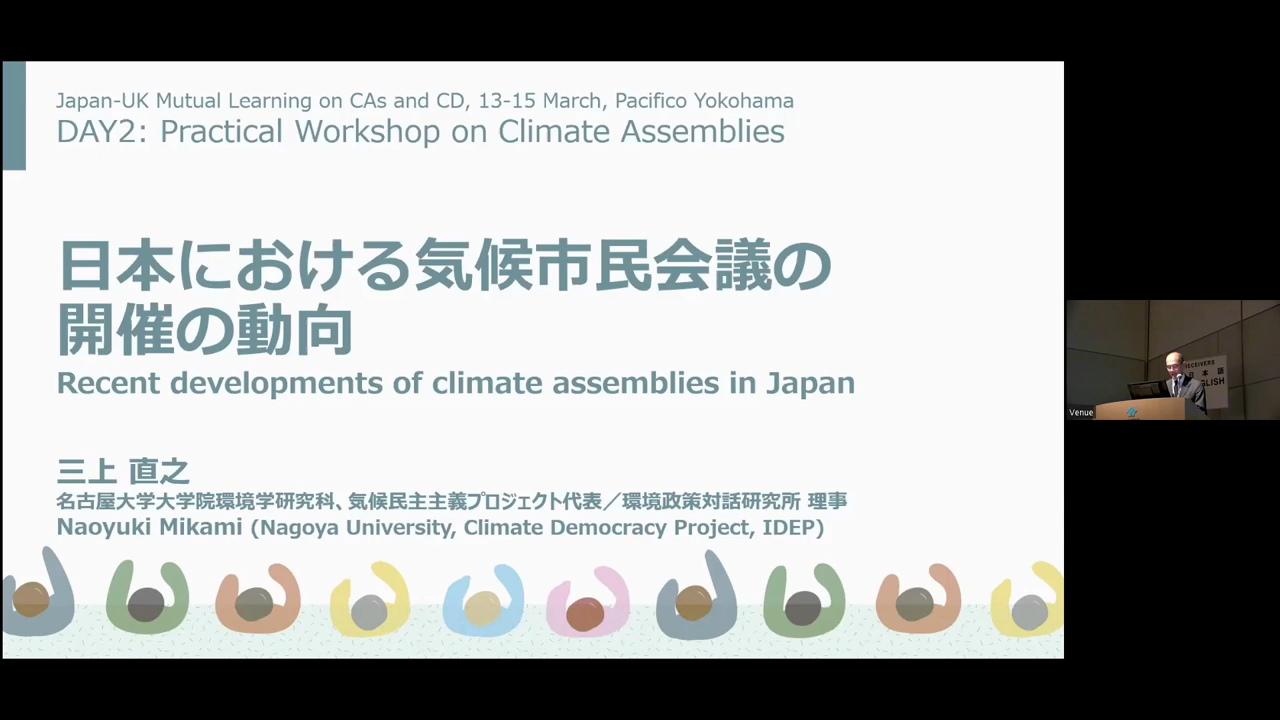 Japan-UK Mutual Learning on CAs and CD, 13-15 March, Pacifico Yokohama
DAY2: Practical Workshop on Climate Assemblies
日本における気候市民会議の
開催の動向
Recent developments of climate assemblies in Japan
三上 直之
名古屋大学大学院環境学研究科、気候民主主義プロジェクト代表／環境政策対話研究所 理事
Naoyuki Mikami (Nagoya University, Climate Democracy Project, IDEP)
RECEIVERS
日本語
Venue